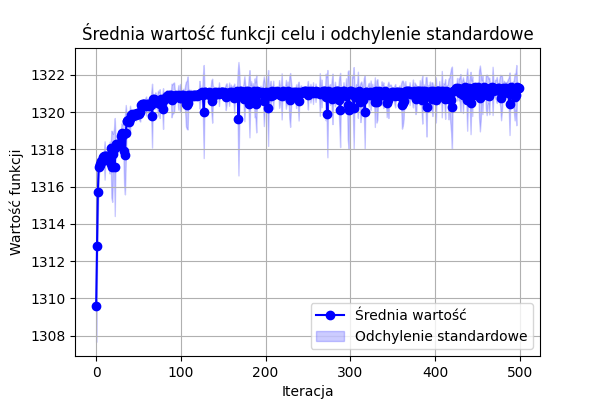 Średnia wartość funkcji celu i odchylenie standardowe
Wartość funkcji
1322
1320
1318
1316
1314
1312
1310
1308
0 100 200 300 400 500
Iteracja
Średnia wartość
Odchylenie standardowe